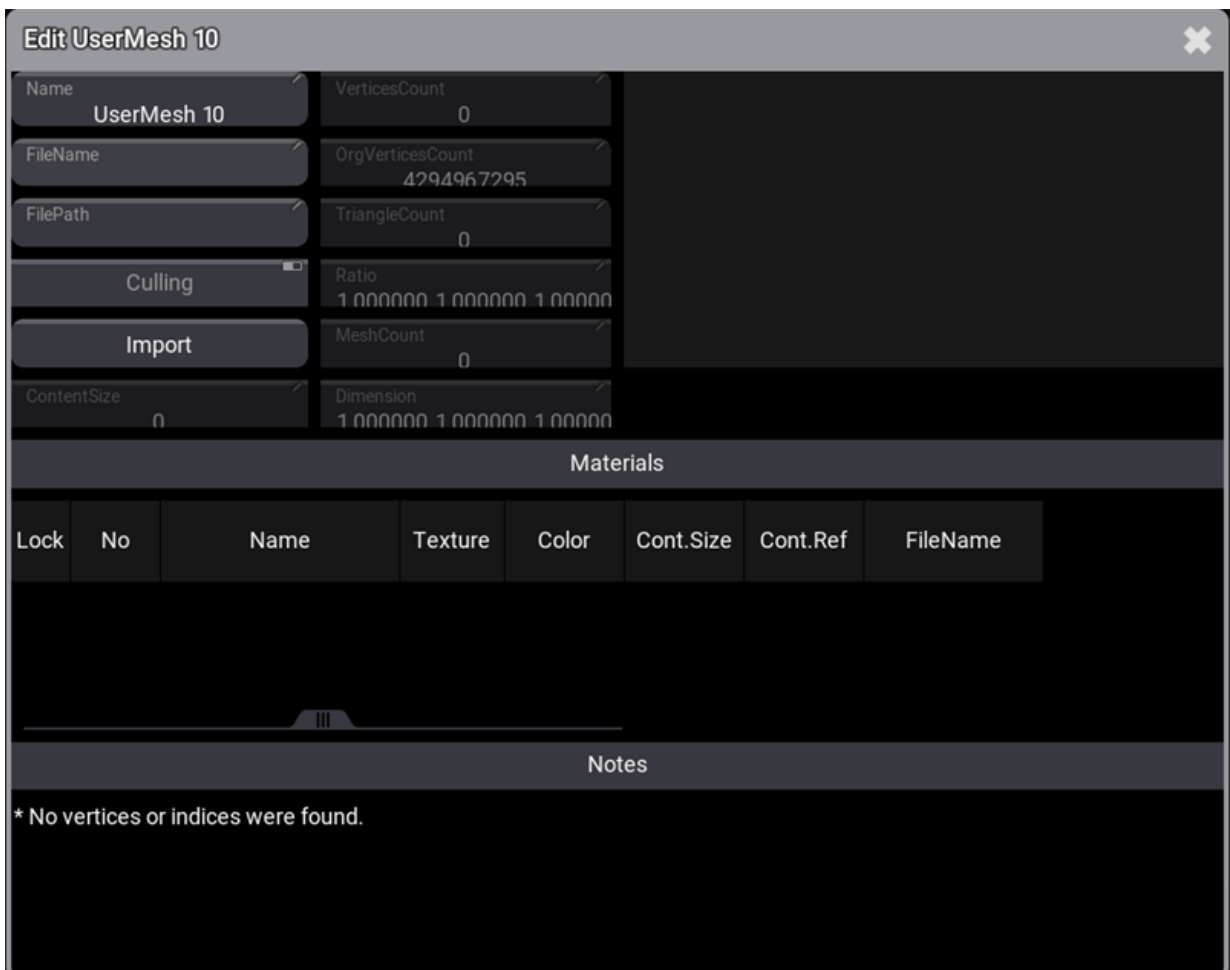 Edit UserMesh 10
Name
UserMesh 10
VerticesCount
0
FileName
OrgVerticesCount
4294967295
FilePath
TriangleCount
0
Culling
Ratio
1.000000 1.000000 1.00000
Import
MeshCount
0
ContentSize
0
Dimension
1.000000 1.000000 1.00000
Materials
Lock No Name Texture Color Cont.Size Cont.Ref FileName
Notes
* No vertices or indices were found.